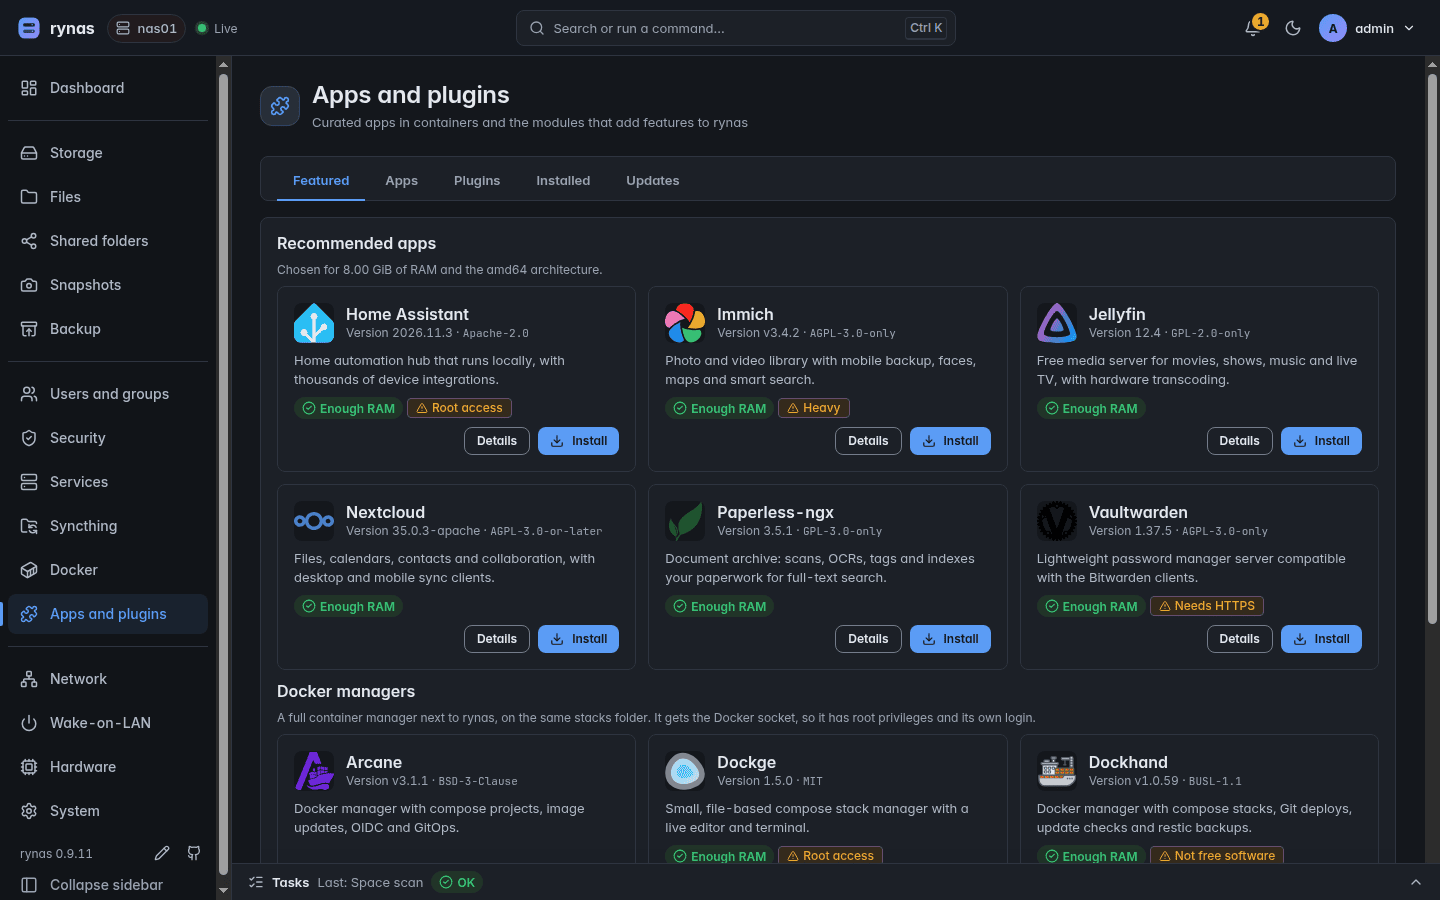 rynas
nas01
Live
Search or run a command...
Ctrl K
1
A
admin
Dashboard
Storage
Files
Shared folders
Snapshots
Backup
Users and groups
Security
Services
Syncthing
Docker
Apps and plugins
Network
Wake-on-LAN
Hardware
System
rynas 0.9.11
Collapse sidebar
Apps and plugins
Curated apps in containers and the modules that add features to rynas
Featured
Apps
Plugins
Installed
Updates
Recommended apps
Chosen for 8.00 GiB of RAM and the amd64 architecture.
Home Assistant
Version 2026.11.3 · Apache-2.0
Home automation hub that runs locally, with
thousands of device integrations.
Enough RAM
Root access
Details
Install
Immich
Version v3.4.2 · AGPL-3.0-only
Photo and video library with mobile backup, faces,
maps and smart search.
Enough RAM
Heavy
Details
Install
Jellyfin
Version 12.4 · GPL-2.0-only
Free media server for movies, shows, music and live
TV, with hardware transcoding.
Enough RAM
Details
Install
Nextcloud
Version 35.0.3-apache · AGPL-3.0-or-later
Files, calendars, contacts and collaboration, with
desktop and mobile sync clients.
Enough RAM
Details
Install
Paperless-ngx
Version 3.5.1 · GPL-3.0-only
Document archive: scans, OCRs, tags and indexes
your paperwork for full-text search.
Enough RAM
Details
Install
Vaultwarden
Version 1.37.5 · AGPL-3.0-only
Lightweight password manager server compatible
with the Bitwarden clients.
Enough RAM
Needs HTTPS
Details
Install
Docker managers
A full container manager next to rynas, on the same stacks folder. It gets the Docker socket, so it has root privileges and its own login.
Arcane
Version v3.1.1 · BSD-3-Clause
Docker manager with compose projects, image
updates, OIDC and GitOps.
Dockge
Version 1.5.0 · MIT
Small, file-based compose stack manager with a
live editor and terminal.
Enough RAM
Root access
Dockhand
Version v1.0.59 · BUSL-1.1
Docker manager with compose stacks, Git deploys,
update checks and restic backups.
Enough RAM
Not free software
Tasks
Last: Space scan
OK